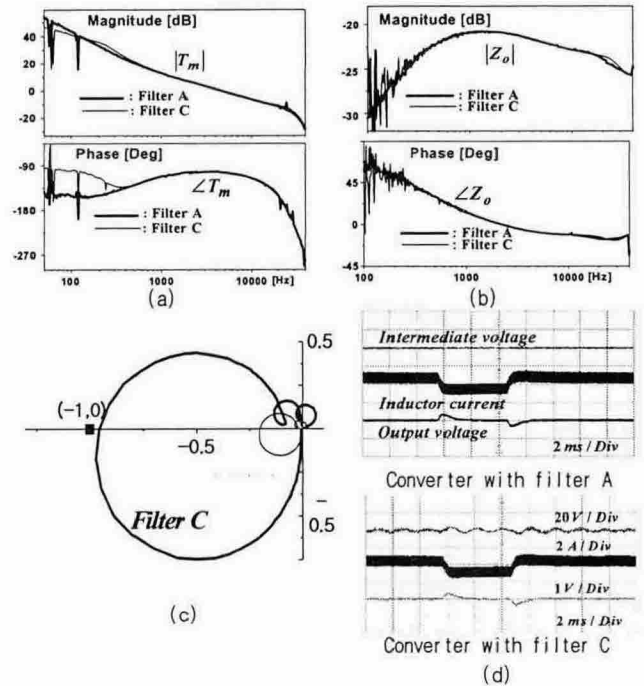 Magnitude [dB]
40
20
0
-20
|Tm|
: Filter A
: Filter C
Phase [Deg]
-90
-180
-270
∠Tm
: Filter A
: Filter C
100
1000
10000 [Hz]
(a)
Magnitude [dB]
-20
-25
-30
|Zo|
: Filter A
: Filter C
Phase [Deg]
45
0
-45
∠Zo
: Filter A
: Filter C
100
1000
10000 [Hz]
(b)
0.5
(-1,0)
0
-0.5
Filter C
-
0.5
(c)
Intermediate voltage
Inductor current
Output voltage
2 ms / Div
Converter with filter A
20V / Div
2 A / Div
1V / Div
2 ms / Div
Converter with filter C
(d)